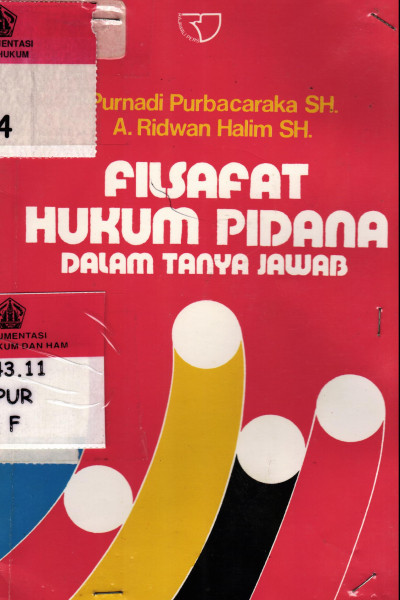 UMENTASI
HUKUM
4
Purnadi Purbacaraka SH.
A. Ridwan Halim SH.
FILSAFAT
HUKUM PIDANA
DALAM TANYA JAWAB
UMENTASI
KUM DAN HAM
43.11
PUR
F